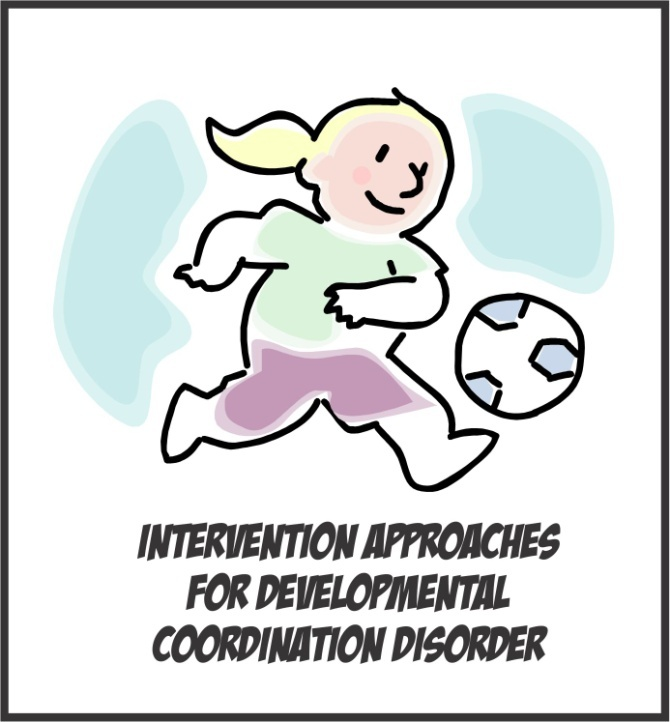 INTERVENTION APPROACHES
FOR DEVELOPMENTAL
COORDINATION DISORDER